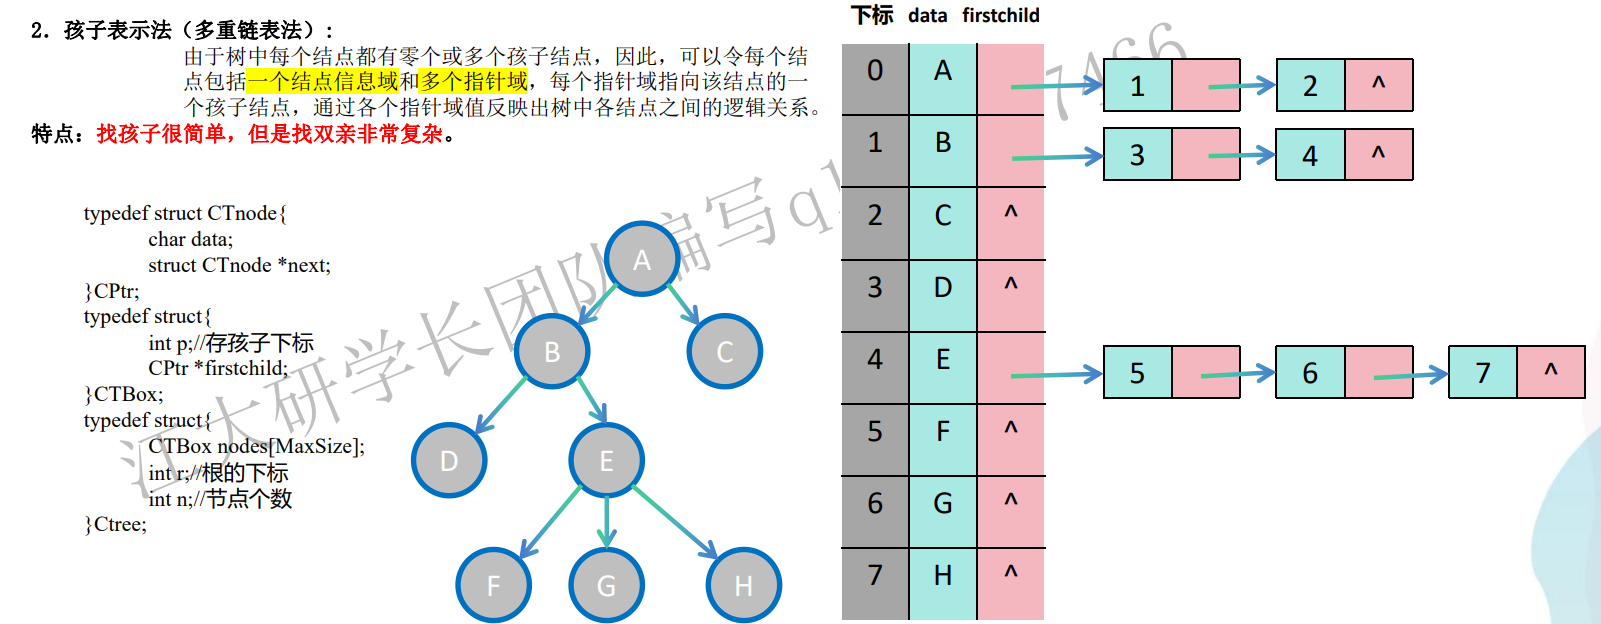 2. 孩子表示法（多重链表法）:
由于树中每个结点都有零个或多个孩子结点，因此，可以令每个结
点包括一个结点信息域和多个指针域，每个指针域指向该结点的一
个孩子结点，通过各个指针域值反映出树中各结点之间的逻辑关系。
特点：找孩子很简单，但是找双亲非常复杂。
typedef struct CTnode{
char data;
struct CTnode *next;
}CPtr;
typedef struct{
int p;//存孩子下标
CPtr *firstchild;
}CTBox;
typedef struct{
CTBox nodes[MaxSize];
int r;//根的下标
int n;//节点个数
}Ctree;
A
B C
D E
F G H
下标 data firstchild
0 A 1 2 ^
1 B 3 4 ^
2 C ^
3 D ^
4 E 5 6 7 ^
5 F ^
6 G ^
7 H ^
江大研学长团队编写q
7466